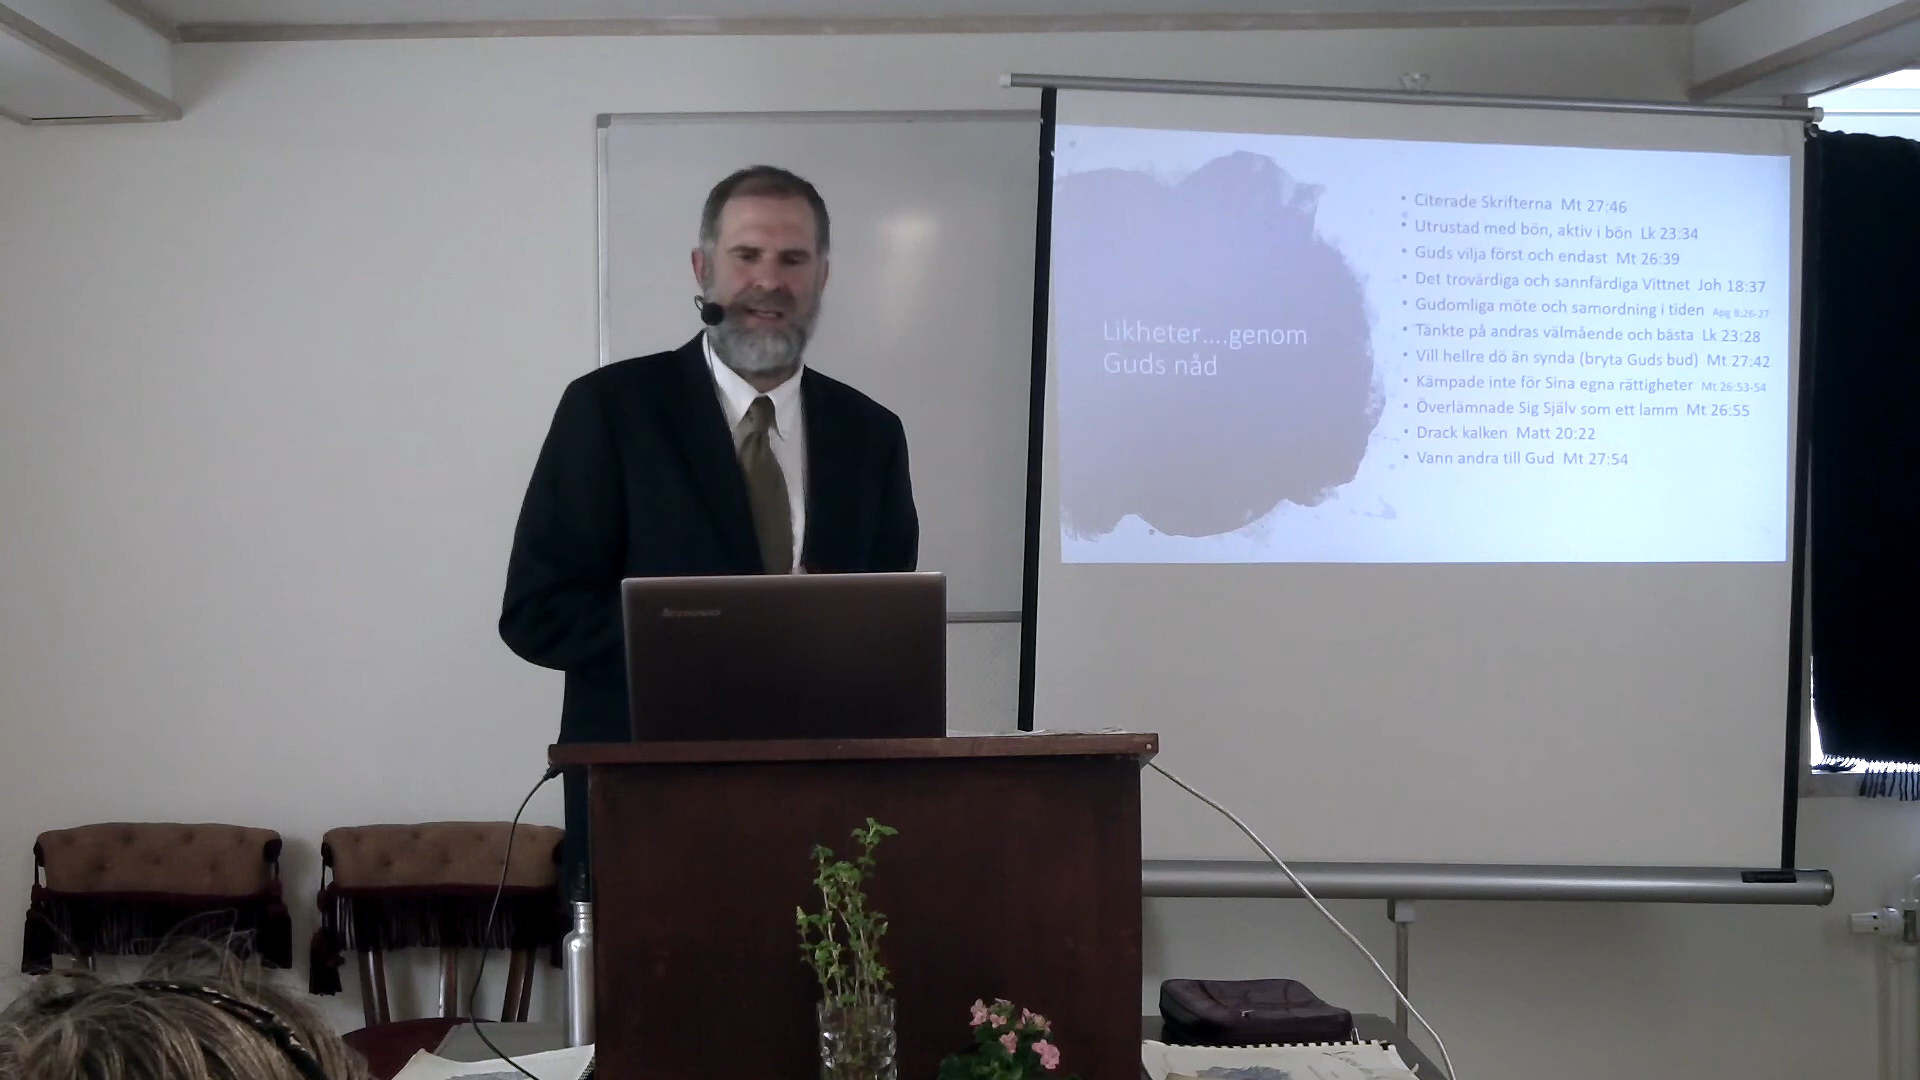 Likheter....genom
Guds nåd
• Citerade Skrifterna Mt 27:46
• Utrustad med bön, aktiv i bön Lk 23:34
• Guds vilja först och endast Mt 26:39
• Det trovärdiga och sannfärdiga Vittnet Joh 18:37
• Gudomliga möte och samordning i tiden Apg 8:26-27
• Tänkte på andras välmående och bästa Lk 23:28
• Vill hellre dö än synda (bryta Guds bud) Mt 27:42
• Kämpade inte för Sina egna rättigheter Mt 26:53-54
• Överlämnade Sig Själv som ett lamm Mt 26:55
• Drack kalken Matt 20:22
• Vann andra till Gud Mt 27:54
lenovo